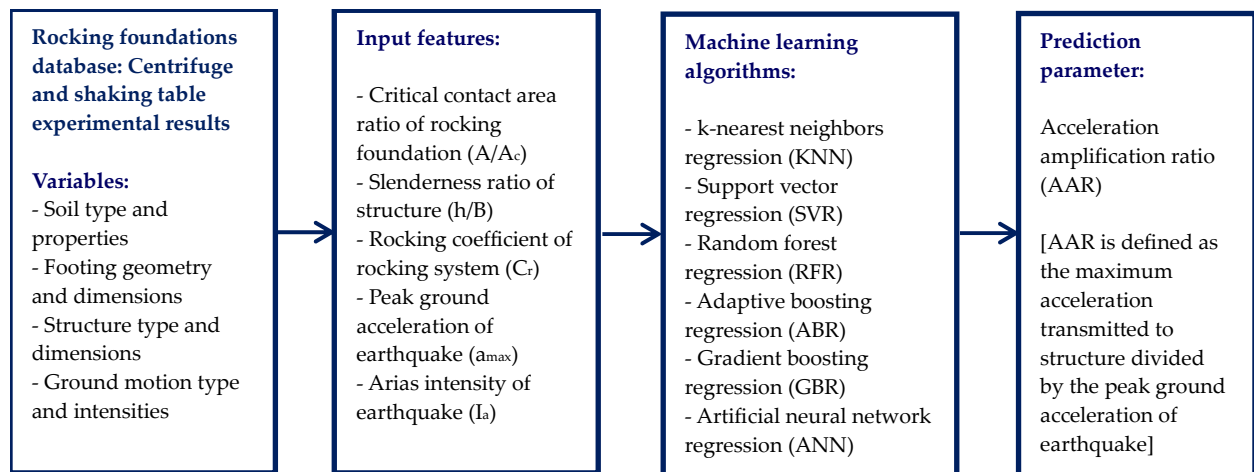 Rocking foundations
database: Centrifuge
and shaking table
experimental results
Variables:
- Soil type and
properties
- Footing geometry
and dimensions
- Structure type and
dimensions
- Ground motion type
and intensities
Input features:
- Critical contact area
ratio of rocking
foundation (A/Ac)
- Slenderness ratio of
structure (h/B)
- Rocking coefficient of
rocking system (Cr)
- Peak ground
acceleration of
earthquake (amax)
- Arias intensity of
earthquake (Ia)
Machine learning
algorithms:
- k-nearest neighbors
regression (KNN)
- Support vector
regression (SVR)
- Random forest
regression (RFR)
- Adaptive boosting
regression (ABR)
- Gradient boosting
regression (GBR)
- Artificial neural network
regression (ANN)
Prediction
parameter:
Acceleration
amplification ratio
(AAR)
[AAR is defined as
the maximum
acceleration
transmitted to
structure divided
by the peak ground
acceleration of
earthquake]